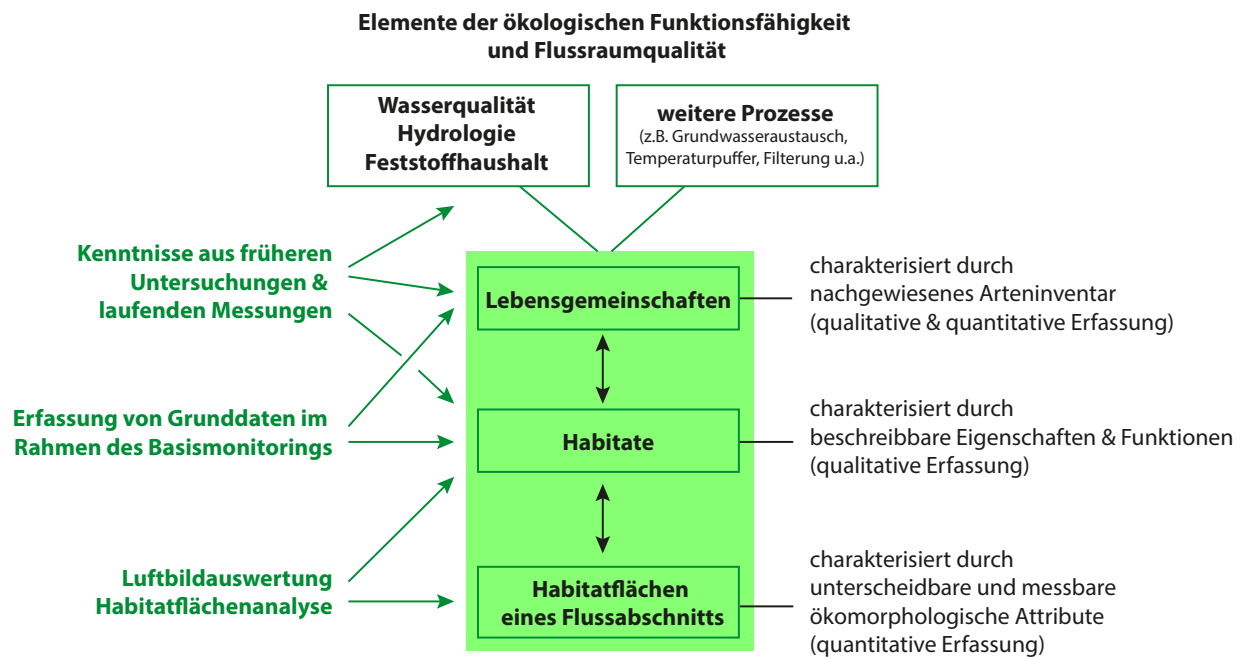 Elemente der ökologischen Funktionsfähigkeit
und Flussraumqualität
Wasserqualität
Hydrologie
Feststoffhaushalt
weitere Prozesse
(z.B. Grundwasseraustausch,
Temperaturpuffer, Filterung u.a.)
Kenntnisse aus früheren
Untersuchungen &
laufenden Messungen
Lebensgemeinschaften
charakterisiert durch
nachgewiesenes Arteninventar
(qualitative & quantitative Erfassung)
Erfassung von Grunddaten im
Rahmen des Basismonitorings
Habitate
charakterisiert durch
beschreibbare Eigenschaften & Funktionen
(qualitative Erfassung)
Luftbildauswertung
Habitatflächenanalyse
Habitatflächen
eines Flussabschnitts
charakterisiert durch
unterscheidbare und messbare
ökomorphologische Attribute
(quantitative Erfassung)